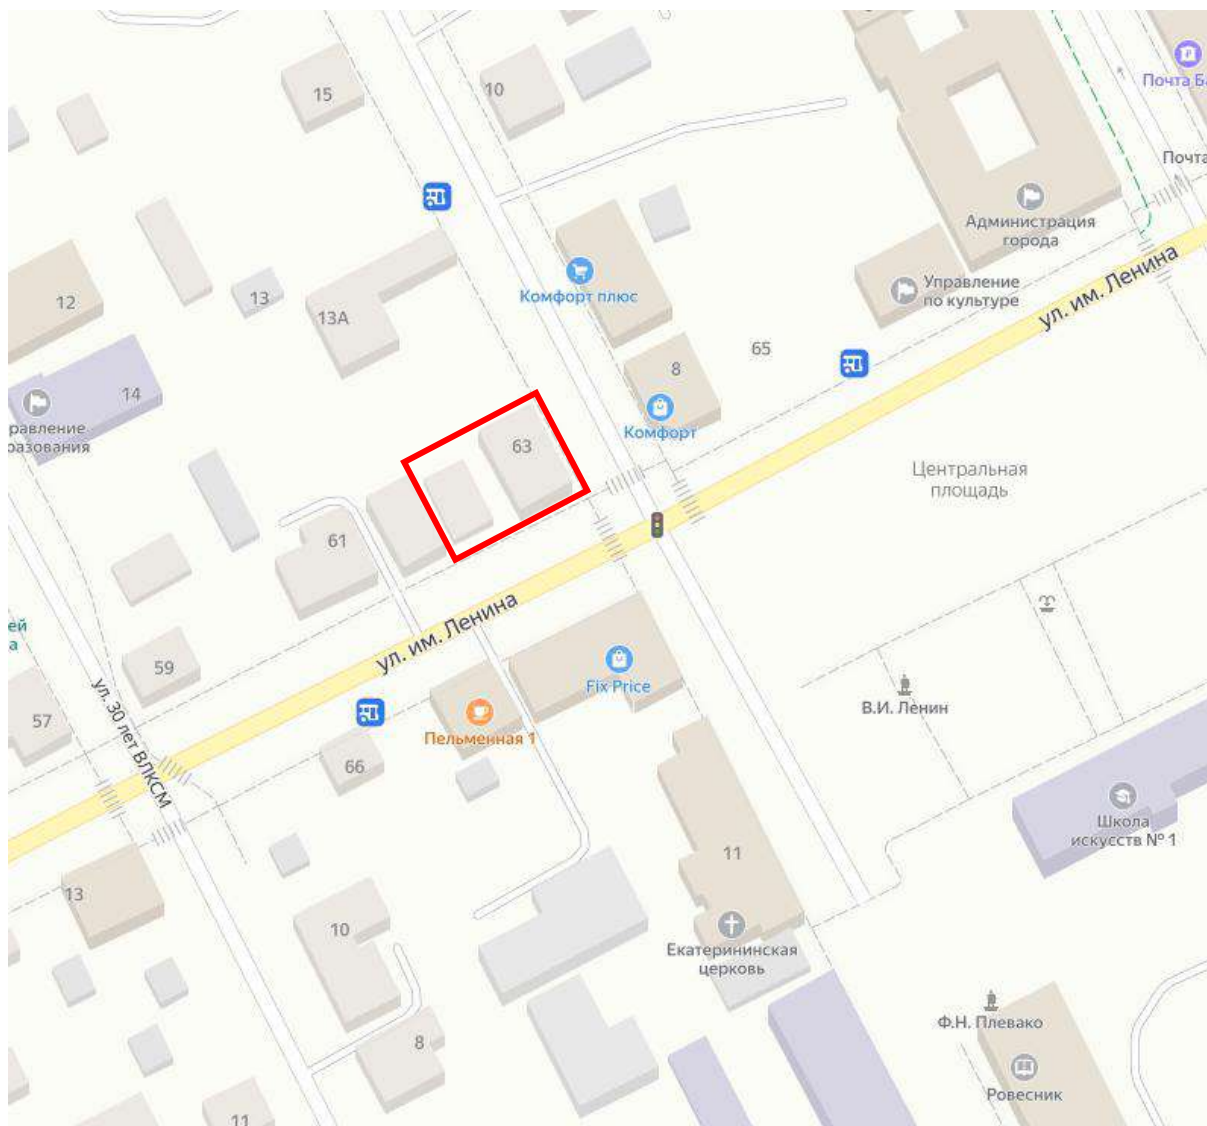 15
10
Почта Б
Почта
Администрация
города
Управление
по культуре
ул. им. Ленина
12
13
13А
Комфорт плюс
65
8
14
равление
разования
63
Комфорт
Центральная
площадь
61
ул. им. Ленина
ей
а
59
57
ул. 30 лет ВЛКСМ
Fix Price
Пельменная 1
66
В.И. Ленин
Школа
искусств № 1
13
10
11
Екатерининская
церковь
8
Ф.Н. Плевако
Ровесник
11